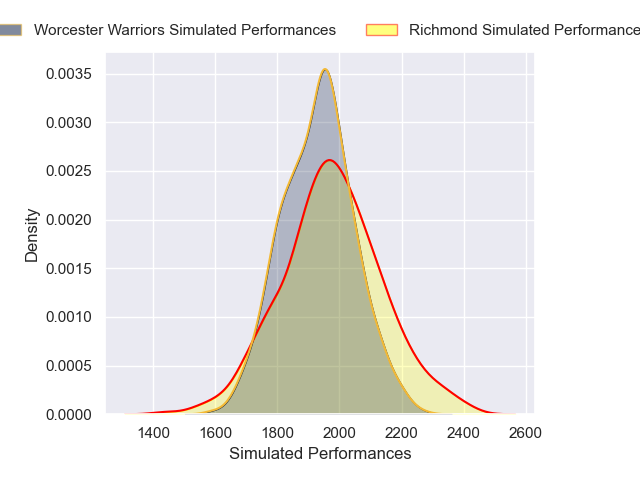 Worcester Warriors Simulated Performances
Richmond Simulated Performance
0.0035
0.0030
0.0025
0.0020
0.0015
0.0010
0.0005
0.0000
Density
1400 1600 1800 2000 2200 2400 2600
Simulated Performances